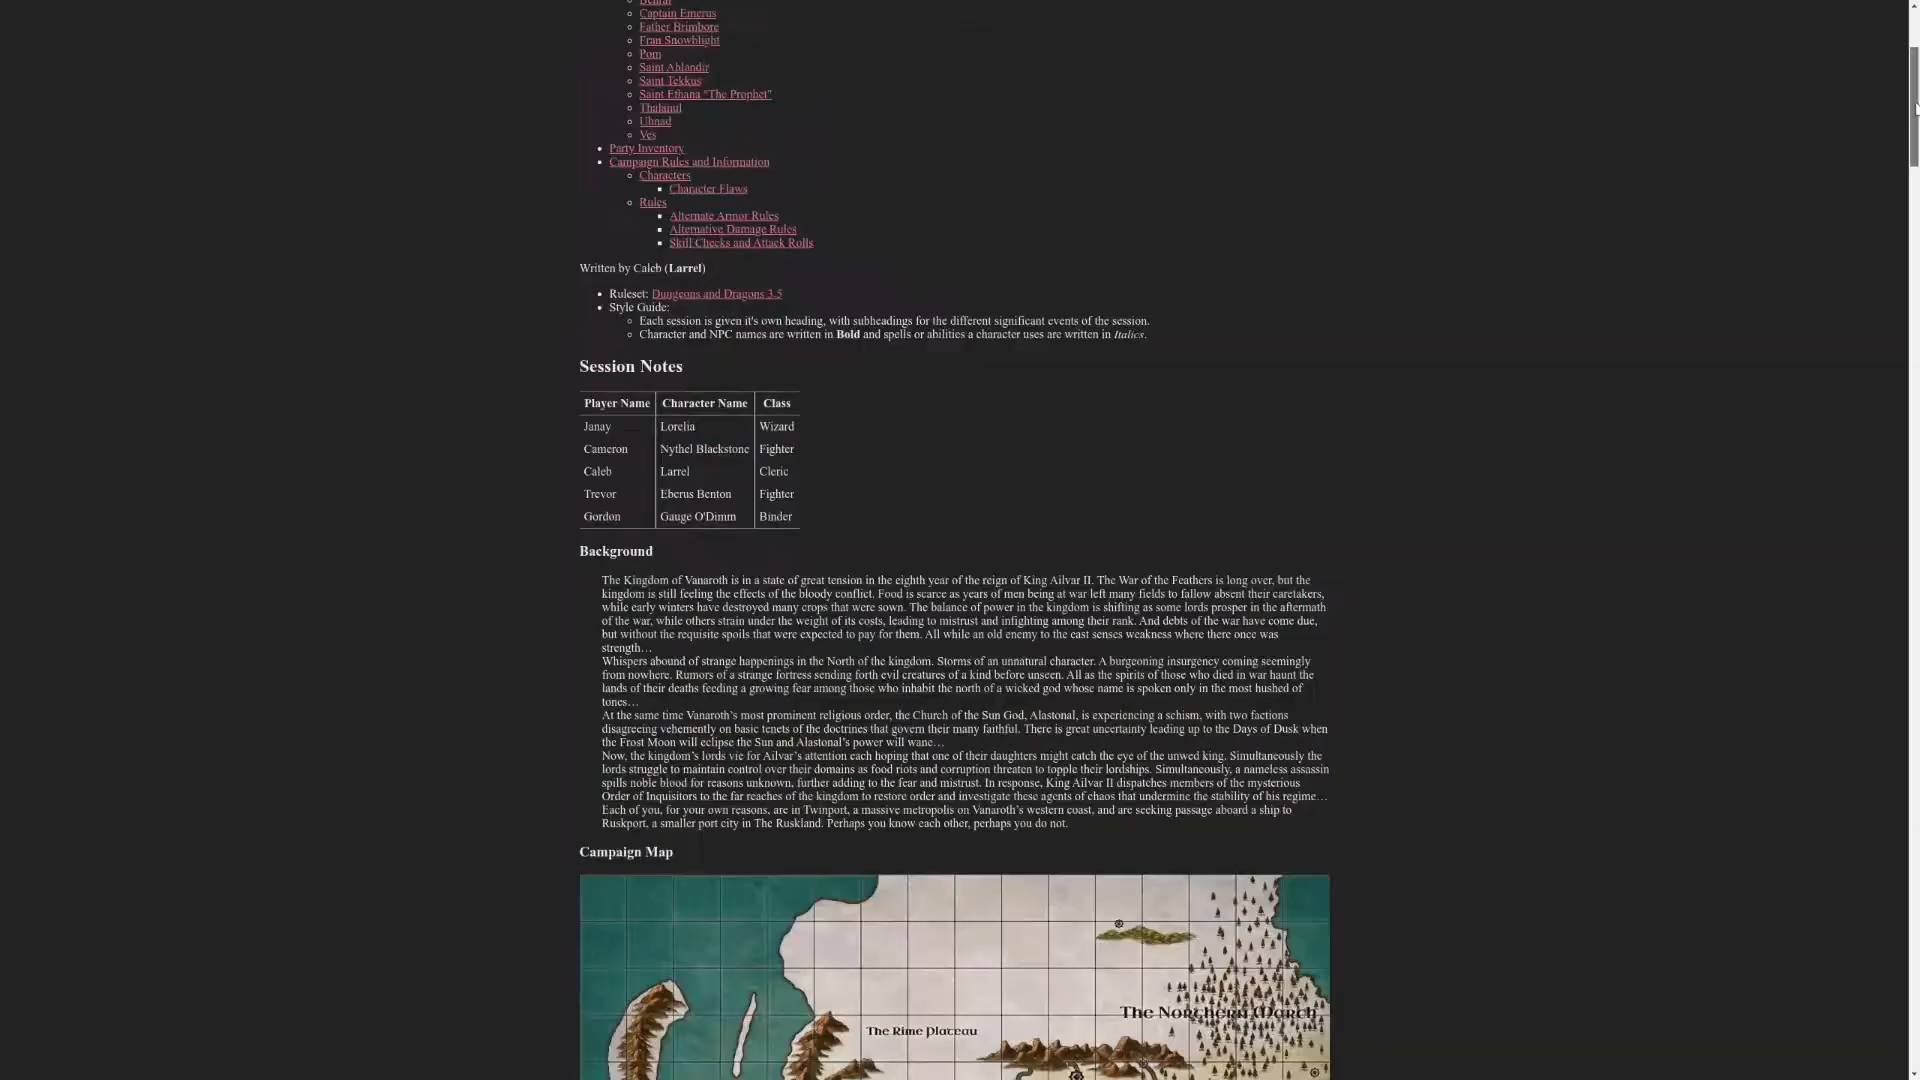 Captain Emerus
Father Brimbore
Fran Snowblight
Pom
Saint Ahlandir
Saint Tekkus
Saint Ethana "The Prophet"
Thalinul
Uhnad
Ves
Party Inventory
Campaign Rules and Information
Characters
Character Flaws
Rules
Alternate Armor Rules
Alternative Damage Rules
Skill Checks and Attack Rolls
Written by Caleb (Larrel)
Ruleset: Dungeons and Dragons 3.5
Style Guide:
Each session is given it's own heading, with subheadings for the different significant events of the session.
Character and NPC names are written in Bold and spells or abilities a character uses are written in Italics.
Session Notes
Player Name Character Name Class
Janay Lorelia Wizard
Cameron Nythel Blackstone Fighter
Caleb Larrel Cleric
Trevor Eberus Benton Fighter
Gordon Gauge O'Dimm Binder
Background
The Kingdom of Vanaroth is in a state of great tension in the eighth year of the reign of King Ailvar II. The War of the Feathers is long over, but the
kingdom is still feeling the effects of the bloody conflict. Food is scarce as years of men being at war left many fields to fallow absent their caretakers,
while early winters have destroyed many crops that were sown. The balance of power in the kingdom is shifting as some lords prosper in the aftermath
of the war, while others strain under the weight of its costs, leading to mistrust and infighting among their rank. And debts of the war have come due,
but without the requisite spoils that were expected to pay for them. All while an old enemy to the east senses weakness where there once was
strength…
Whispers abound of strange happenings in the North of the kingdom. Storms of an unnatural character. A burgeoning insurgency coming seemingly
from nowhere. Rumors of a strange fortress sending forth evil creatures of a kind before unseen. All as the spirits of those who died in war haunt the
lands of their deaths feeding a growing fear among those who inhabit the north of a wicked god whose name is spoken only in the most hushed of
tones…
At the same time Vanaroth’s most prominent religious order, the Church of the Sun God, Alastonal, is experiencing a schism, with two factions
disagreeing vehemently on basic tenets of the doctrines that govern their many faithful. There is great uncertainty leading up to the Days of Dusk when
the Frost Moon will eclipse the Sun and Alastonal’s power will wane…
Now, the kingdom’s lords vie for Ailvar’s attention each hoping that one of their daughters might catch the eye of the unwed king. Simultaneously the
lords struggle to maintain control over their domains as food riots and corruption threaten to topple their lordships. Simultaneously, a nameless assassin
spills noble blood for reasons unknown, further adding to the fear and mistrust. In response, King Ailvar II dispatches members of the mysterious
Order of Inquisitors to the far reaches of the kingdom to restore order and investigate these agents of chaos that undermine the stability of his regime…
Each of you, for your own reasons, are in Twinport, a massive metropolis on Vanaroth’s western coast, and are seeking passage aboard a ship to
Ruskport, a smaller port city in The Ruskland. Perhaps you know each other, perhaps you do not.
Campaign Map
The Northern March
The Rime Plateau